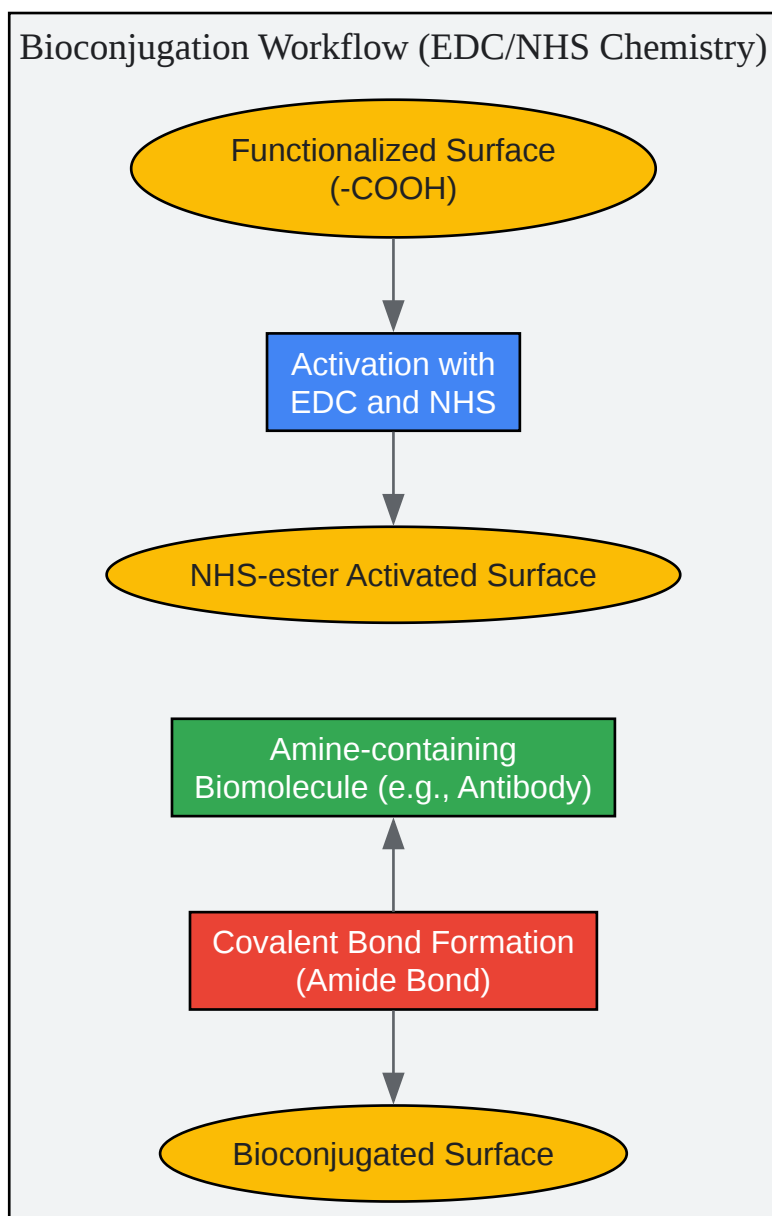 Bioconjugation Workflow (EDC/NHS Chemistry)
Functionalized Surface
(-COOH)
Activation with
EDC and NHS
NHS-ester Activated Surface
Amine-containing
Biomolecule (e.g., Antibody)
Covalent Bond Formation
(Amide Bond)
Bioconjugated Surface